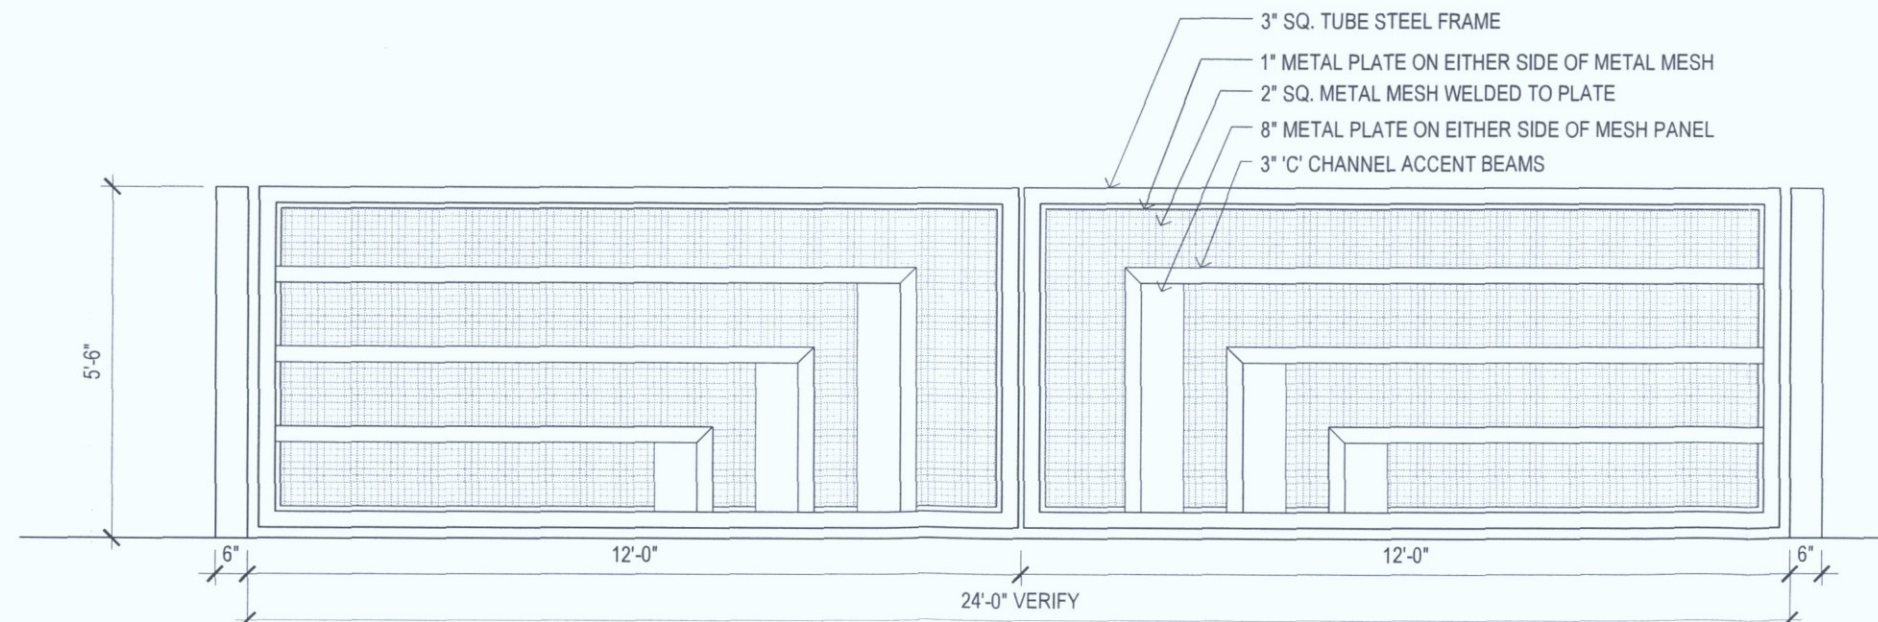 3" SQ. TUBE STEEL FRAME
1" METAL PLATE ON EITHER SIDE OF METAL MESH
2" SQ. METAL MESH WELDED TO PLATE
8" METAL PLATE ON EITHER SIDE OF MESH PANEL
3" 'C' CHANNEL ACCENT BEAMS
5'-6"
6" 12'-0" 12'-0" 6"
24'-0" VERIFY